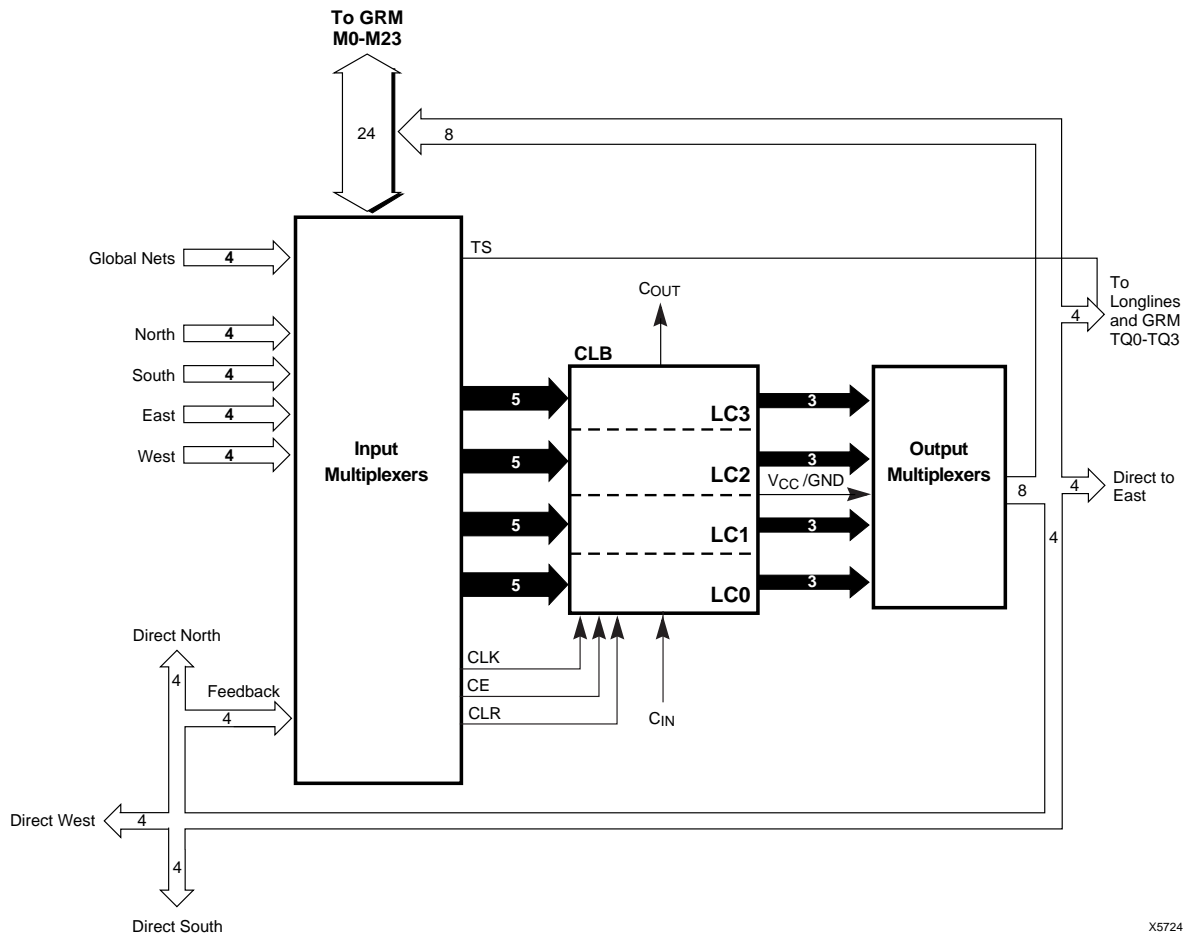 To GRM
M0-M23
24
8
Global Nets
4
TS
North
4
South
4
East
4
West
4
Input
Multiplexers
COUT
CLB
5
5
5
5
LC3
LC2
LC1
LC0
3
3
VCC /GND
3
3
Output
Multiplexers
4
To
Longlines
and GRM
TQ0-TQ3
8
4
Direct to
East
4
CLK
CE
CLR
CIN
Direct North
4
Feedback
4
Direct West
4
4
Direct South
X5724